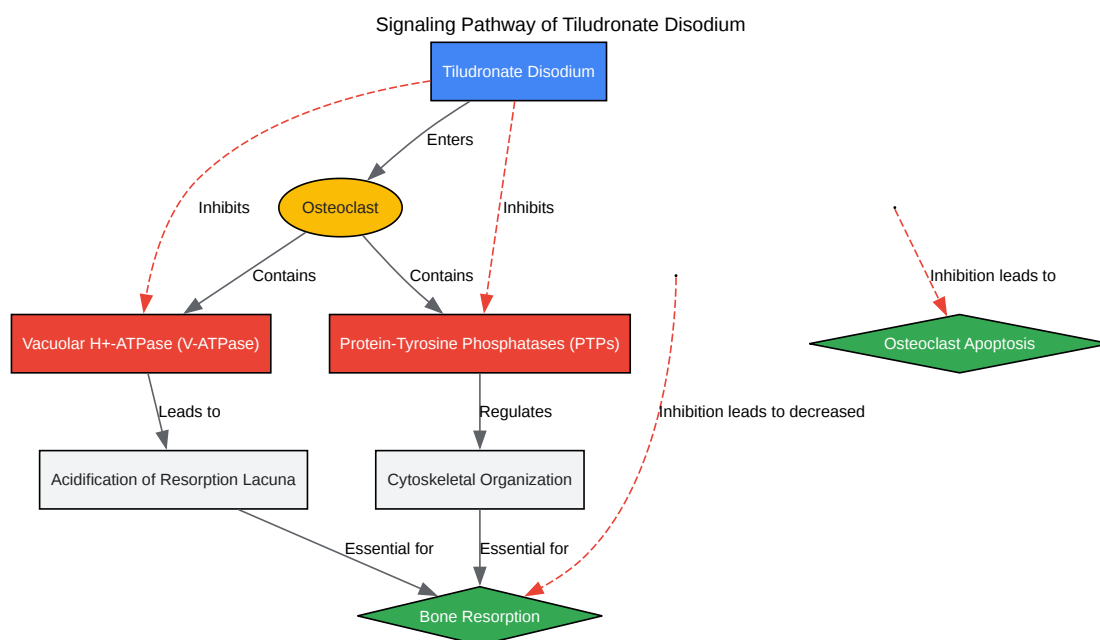 Signaling Pathway of Tiludronate Disodium
Tiludronate Disodium
Enters
Inhibits
Osteoclast
Inhibits
Contains
Contains
Inhibition leads to
Vacuolar H+-ATPase (V-ATPase)
Protein-Tyrosine Phosphatases (PTPs)
Osteoclast Apoptosis
Leads to
Regulates
Inhibition leads to decreased
Acidification of Resorption Lacuna
Cytoskeletal Organization
Essential for
Essential for
Bone Resorption